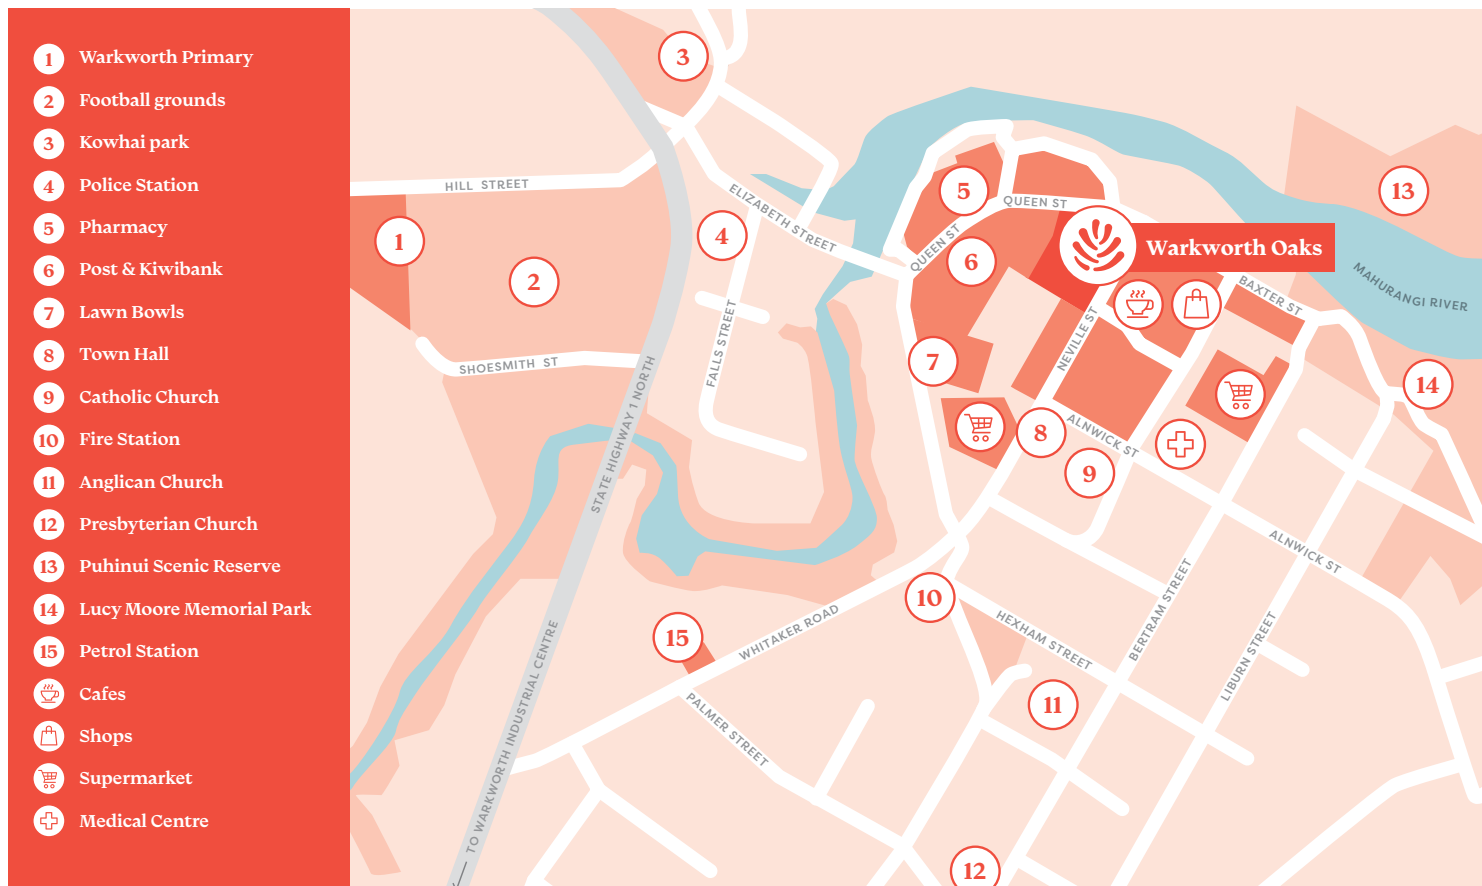 1 Warkworth Primary
2 Football grounds
3 Kowhai park
4 Police Station
5 Pharmacy
6 Post & Kiwibank
7 Lawn Bowls
8 Town Hall
9 Catholic Church
10 Fire Station
11 Anglican Church
12 Presbyterian Church
13 Puhinui Scenic Reserve
14 Lucy Moore Memorial Park
15 Petrol Station
Cafes
Shops
Supermarket
Medical Centre
3
HILL STREET
1
2
4
ELIZABETH STREET
5
QUEEN ST
QUEEN ST
6
13
Warkworth Oaks
MAHURANGI RIVER
BAXTER ST
NEVILLE ST
SHOESMITH ST
FALLS STREET
7
14
STATE HIGHWAY 1 NORTH
8
ALNWICK ST
9
ALNWICK ST
10
WHITAKER ROAD
15
HEXHAM STREET
BERTRAM STREET
LIBURN STREET
11
PALMER STREET
TO WARKWORTH INDUSTRIAL CENTRE
12